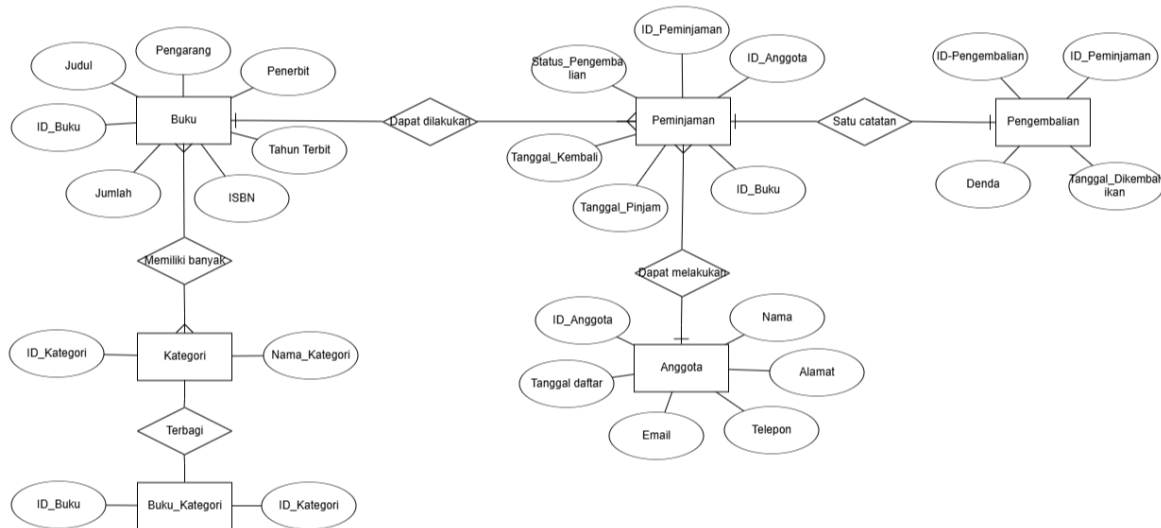 ID_Peminjaman
Pengarang
Judul
Penerbit
Status_Pengemba
lian
ID_Anggota
ID-Pengembalian
ID_Peminjaman
Buku
Dapat dilakukan
Peminjaman
Satu catatan
Pengembalian
ID_Buku
Tahun Terbit
Tanggal_Kembali
Jumlah
ISBN
Tanggal_Pinjam
ID_Buku
Denda
Tanggal_Dikembal
ikan
Memiliki banyak
Dapat melakukan
ID_Anggota
Nama
ID_Kategori
Kategori
Nama_Kategori
Anggota
Alamat
Tanggal daftar
Terbagi
Email
Telepon
ID_Buku
Buku_Kategori
ID_Kategori